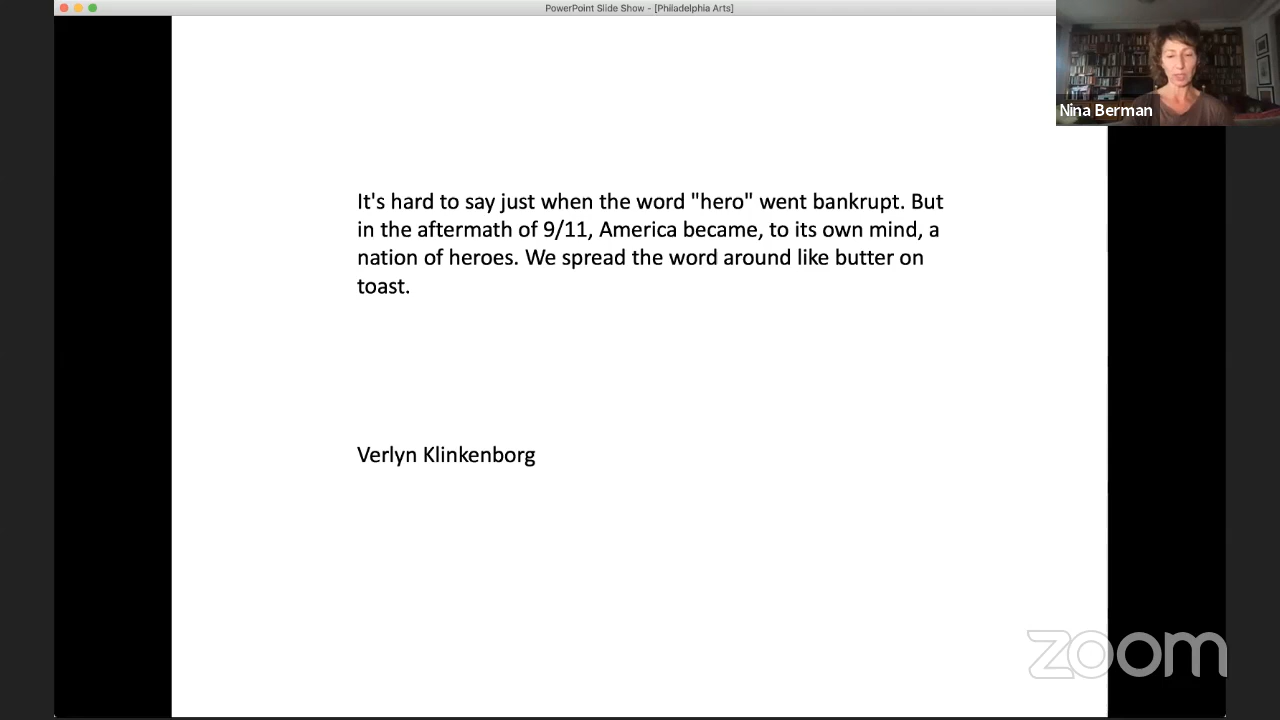 PowerPoint Slide Show - [Philadelphia Arts]
Nina Berman
It's hard to say just when the word "hero" went bankrupt. But
in the aftermath of 9/11, America became, to its own mind, a
nation of heroes. We spread the word around like butter on
toast.
Verlyn Klinkenborg
zoom